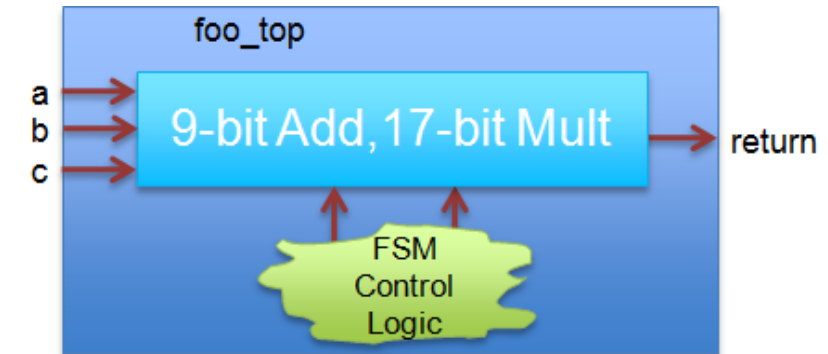 foo_top
a
b
c
9-bit Add,17-bit Mult
return
FSM
Control
Logic